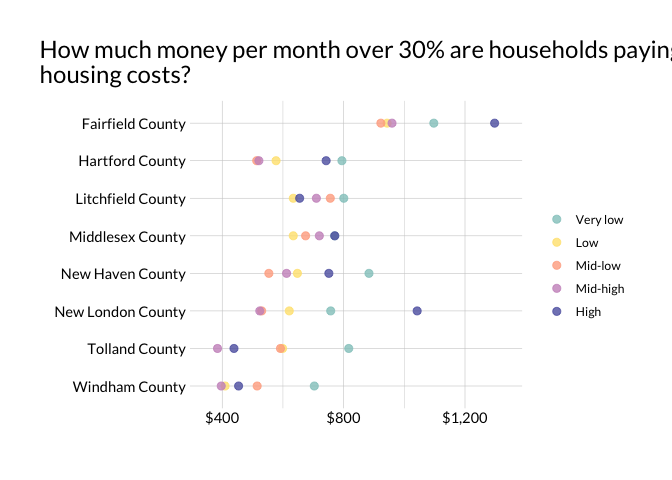 How much money per month over 30% are households paying
housing costs?
Fairfield County
Hartford County
Litchfield County
Middlesex County
New Haven County
New London County
Tolland County
Windham County
$400
$800
$1,200
Very low
Low
Mid-low
Mid-high
High